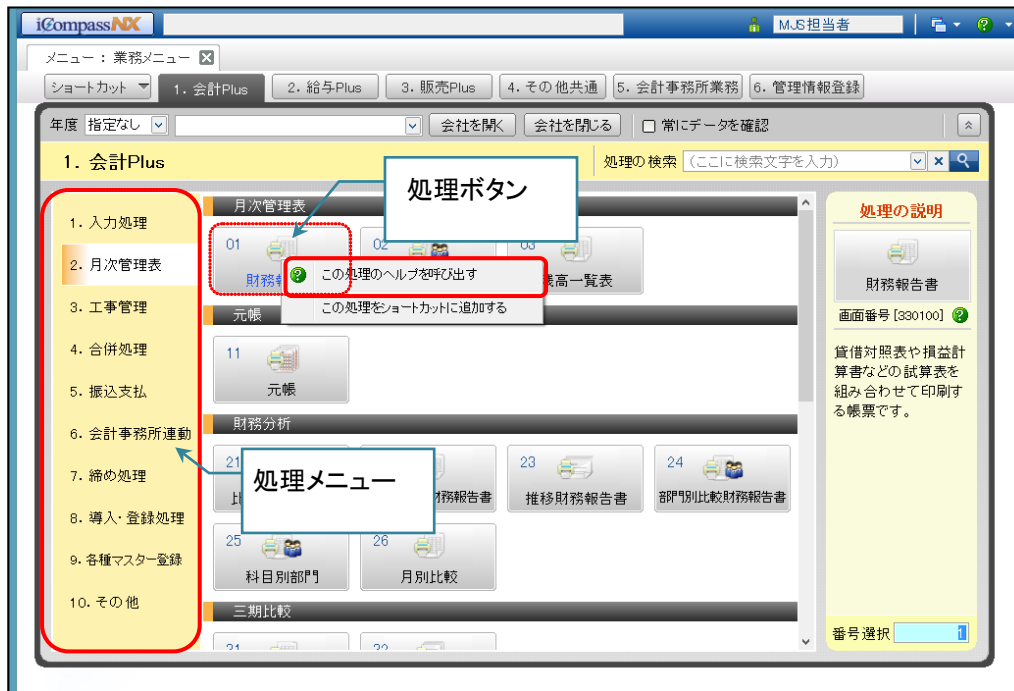 iCompassNX
MJS担当者
メニュー：業務メニュー
ショートカット
1. 会計Plus
2. 給与Plus
3. 販売Plus
4. その他共通
5. 会計事務所業務
6. 管理情報登録
年度 指定なし
会社を開く
会社を閉じる
常にデータを確認
1. 会計Plus
処理の検索 (ここに検索文字を入力)
1. 入力処理
2. 月次管理表
3. 工事管理
4. 合併処理
5. 振込支払
6. 会計事務所連動
7. 締め処理
8. 導入・登録処理
9. 各種マスター登録
10. その他
月次管理表
処理ボタン
01
02
03
財務
高一覧表
この処理のヘルプを呼び出す
この処理をショートカットに追加する
元帳
11
元帳
財務分析
処理メニュー
21
23
24
財務報告書
推移財務報告書
部門別比較財務報告書
25
26
科目別部門
月別比較
三期比較
31
32
処理の説明
財務報告書
画面番号 [330100]
貸借対照表や損益計
算書などの試算表を
組み合わせて印刷す
る帳票です。
番号選択 1